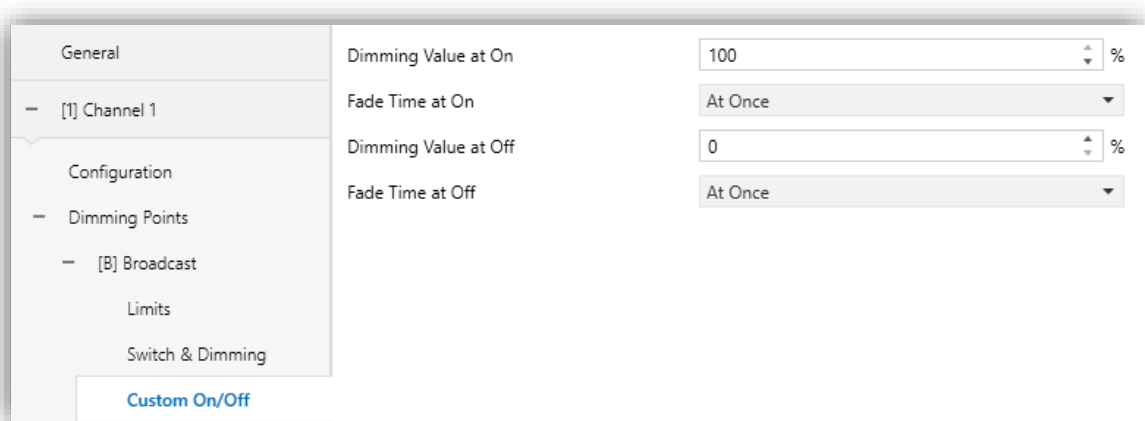 General
[1] Channel 1
Configuration
Dimming Points
[B] Broadcast
Limits
Switch & Dimming
Custom On/Off
Dimming Value at On 100 %
Fade Time at On At Once
Dimming Value at Off 0 %
Fade Time at Off At Once